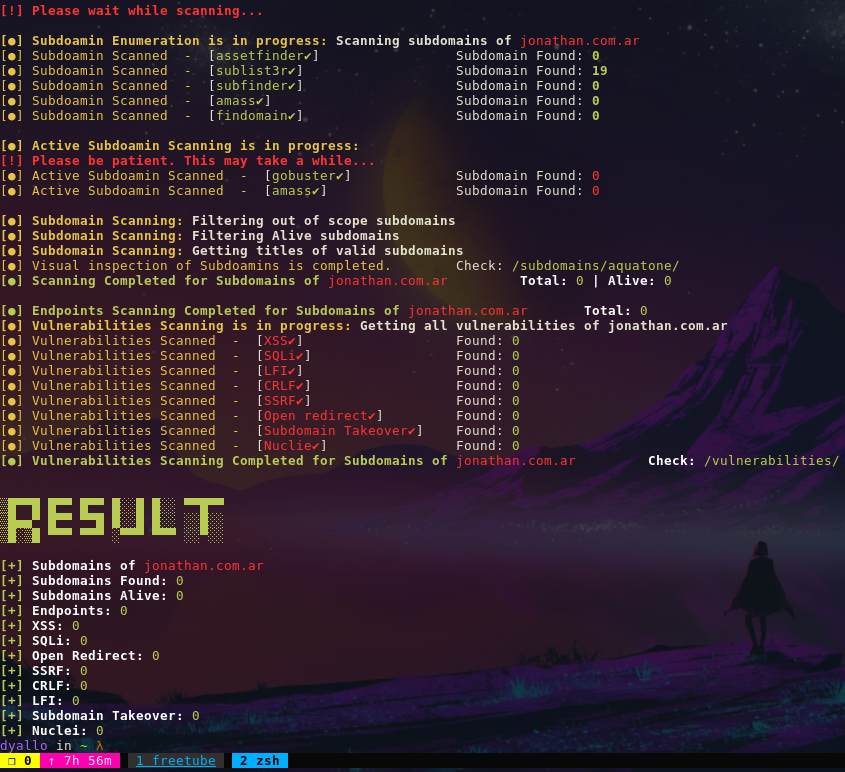 [!] Please wait while scanning...
[●] Subdoamin Enumeration is in progress: Scanning subdomains of jonathan.com.ar
[●] Subdomain Scanned - [assetfinder✔] Subdomain Found: 0
[●] Subdomain Scanned - [sublist3r✔] Subdomain Found: 19
[●] Subdomain Scanned - [subfinder✔] Subdomain Found: 0
[●] Subdomain Scanned - [amass✔] Subdomain Found: 0
[●] Subdomain Scanned - [findomain✔] Subdomain Found: 0
[●] Active Subdoamin Scanning is in progress:
[!] Please be patient. This may take a while...
[●] Active Subdoamin Scanned - [gobuster✔] Subdomain Found: 0
[●] Active Subdoamin Scanned - [amass✔] Subdomain Found: 0
[●] Subdomain Scanning: Filtering out of scope subdomains
[●] Subdomain Scanning: Filtering Alive subdomains
[●] Subdomain Scanning: Getting titles of valid subdomains
[●] Visual inspection of Subdoamins is completed. Check: /subdomains/aquatone/
[●] Scanning Completed for Subdomains of jonathan.com.ar Total: 0 | Alive: 0
[●] Endpoints Scanning Completed for Subdomains of jonathan.com.ar Total: 0
[●] Vulnerabilities Scanning is in progress: Getting all vulnerabilities of jonathan.com.ar
[●] Vulnerabilities Scanned - [XSS✔] Found: 0
[●] Vulnerabilities Scanned - [SQLi✔] Found: 0
[●] Vulnerabilities Scanned - [LFI✔] Found: 0
[●] Vulnerabilities Scanned - [CRLF✔] Found: 0
[●] Vulnerabilities Scanned - [SSRF✔] Found: 0
[●] Vulnerabilities Scanned - [Open redirect✔] Found: 0
[●] Vulnerabilities Scanned - [Subdomain Takeover✔] Found: 0
[●] Vulnerabilities Scanned - [Nuclie✔] Found: 0
[●] Vulnerabilities Scanning Completed for Subdomains of jonathan.com.ar Check: /vulnerabilities/
RESULT
[+] Subdomains of jonathan.com.ar
[+] Subdomains Found: 0
[+] Subdomains Alive: 0
[+] Endpoints: 0
[+] XSS: 0
[+] SQLi: 0
[+] Open Redirect: 0
[+] SSRF: 0
[+] CRLF: 0
[+] LFI: 0
[+] Subdomain Takeover: 0
[+] Nuclei: 0
dyallo in ~ λ
❐ 0 ↑ 7h 56m 1 freetube 2 zsh